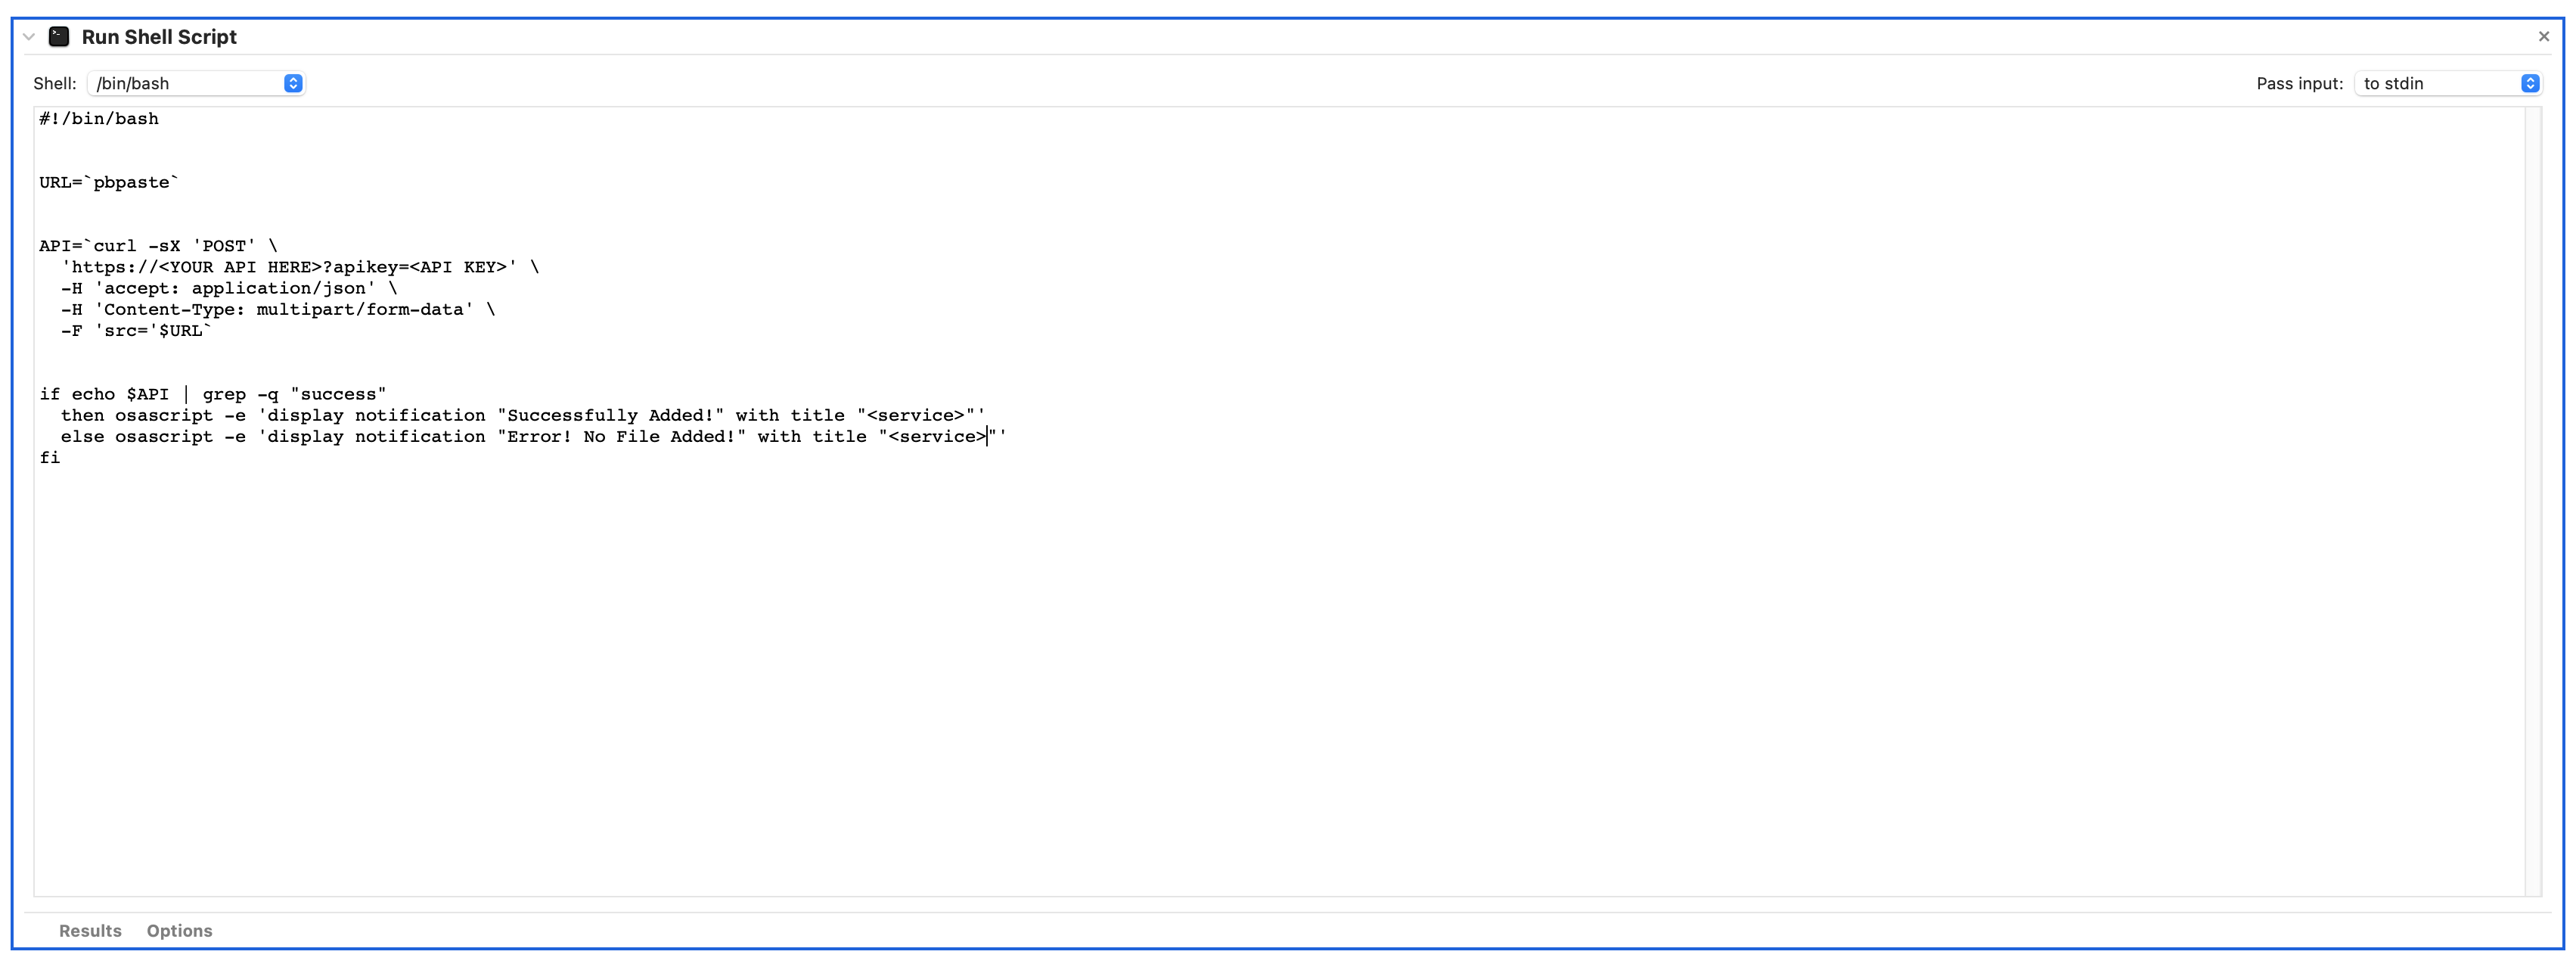 Run Shell Script
Shell: /bin/bash Pass input: to stdin
#!/bin/bash
URL=`pbpaste`
API=`curl -sX 'POST' \
  'https://<YOUR API HERE>?apikey=<API KEY>' \
  -H 'accept: application/json' \
  -H 'Content-Type: multipart/form-data' \
  -F 'src='$URL`
if echo $API | grep -q "success"
  then osascript -e 'display notification "Successfully Added!" with title "<service>"'
  else osascript -e 'display notification "Error! No File Added!" with title "<service>"'
fi
Results Options